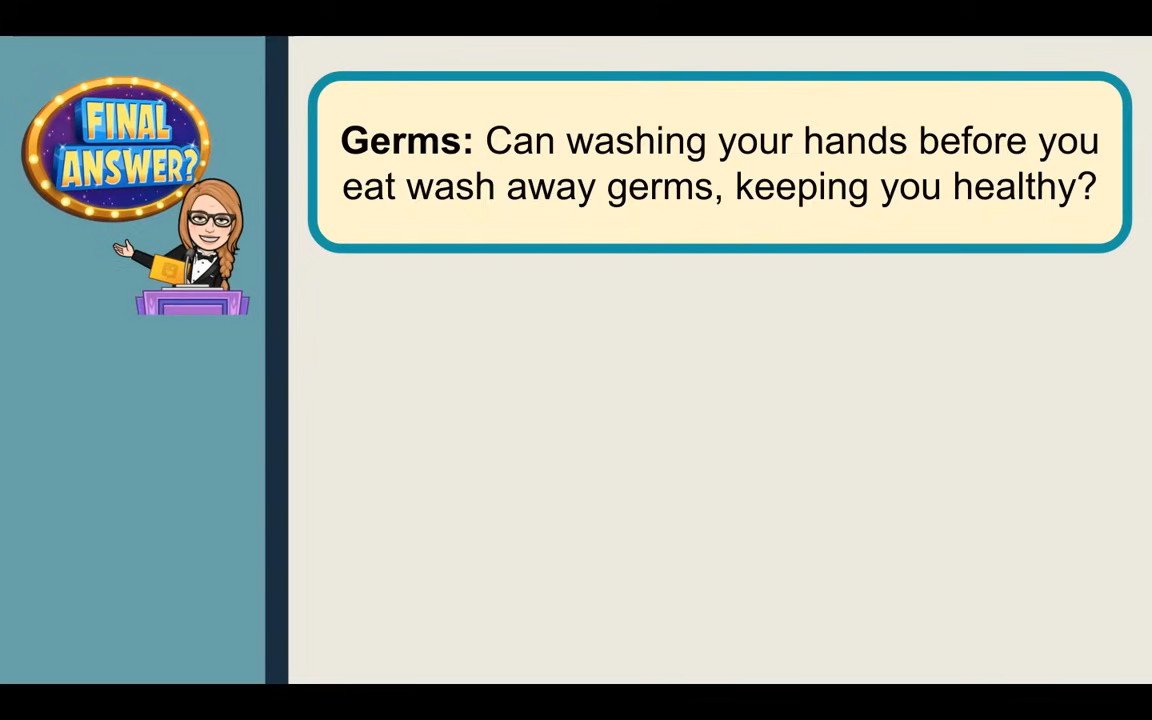 FINAL
ANSWER?
Germs: Can washing your hands before you
eat wash away germs, keeping you healthy?